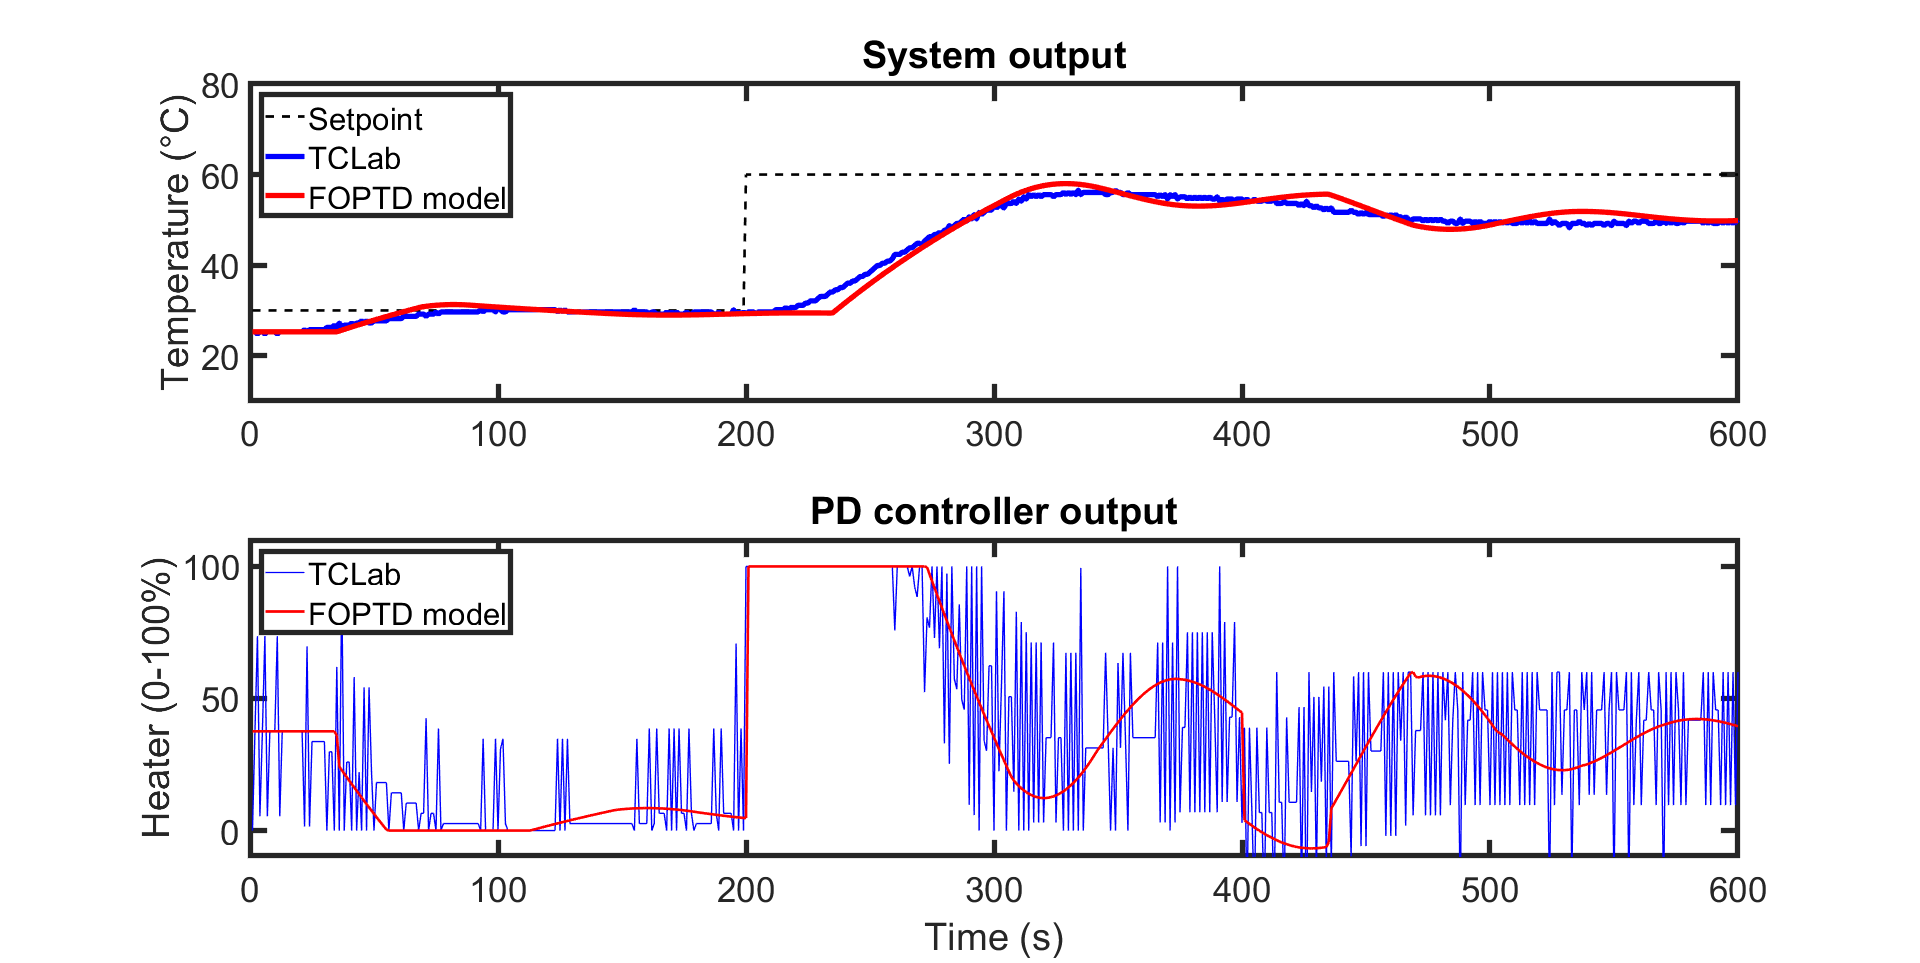 System output
Temperature (°C)
80
60
40
20
Setpoint
TCLab
FOPTD model
0 100 200 300 400 500 600
PD controller output
Heater (0-100%)
100
50
0
TCLab
FOPTD model
0 100 200 300 400 500 600
Time (s)